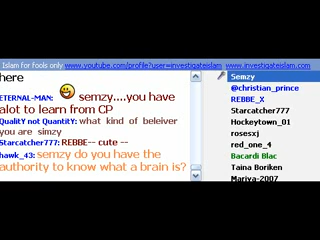 Islam for fools only www.youtube.com/profile?user=investigateislam www.investigateislam.com
here
ETERNAL-MAN: semzy....you have
alot to learn from CP
QualitY not QuantitY: what kind of beleiver
you are simzy
Starcatcher777: REBBE-- cute --
hawk_43: semzy do you have the
authority to know what a brain is?
Semzy
@christian_prince
REBBE_X
Starcatcher777
Hockeytown_01
rosesxj
red_one_4
Bacardi Blac
Taina Boriken
Mariya-2007